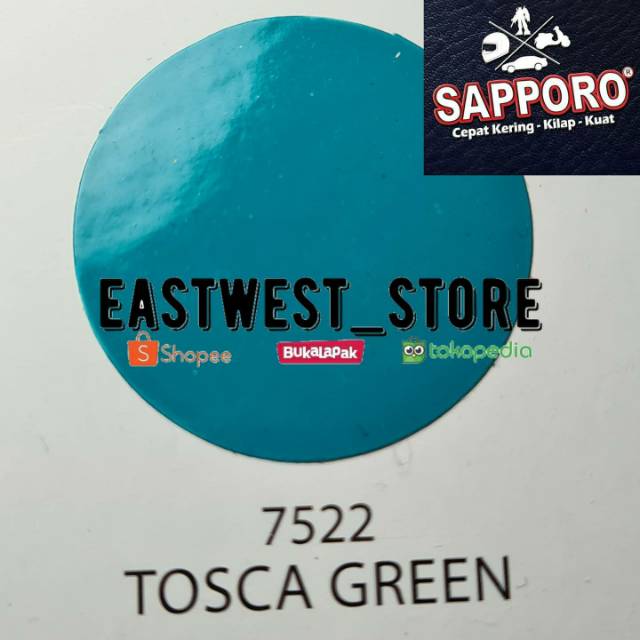 SAPPORO®
Cepat Kering - Kilap - Kuat
EASTWEST_STORE
S Shopee
BukaLapak
tokopedia
7522
TOSCA GREEN